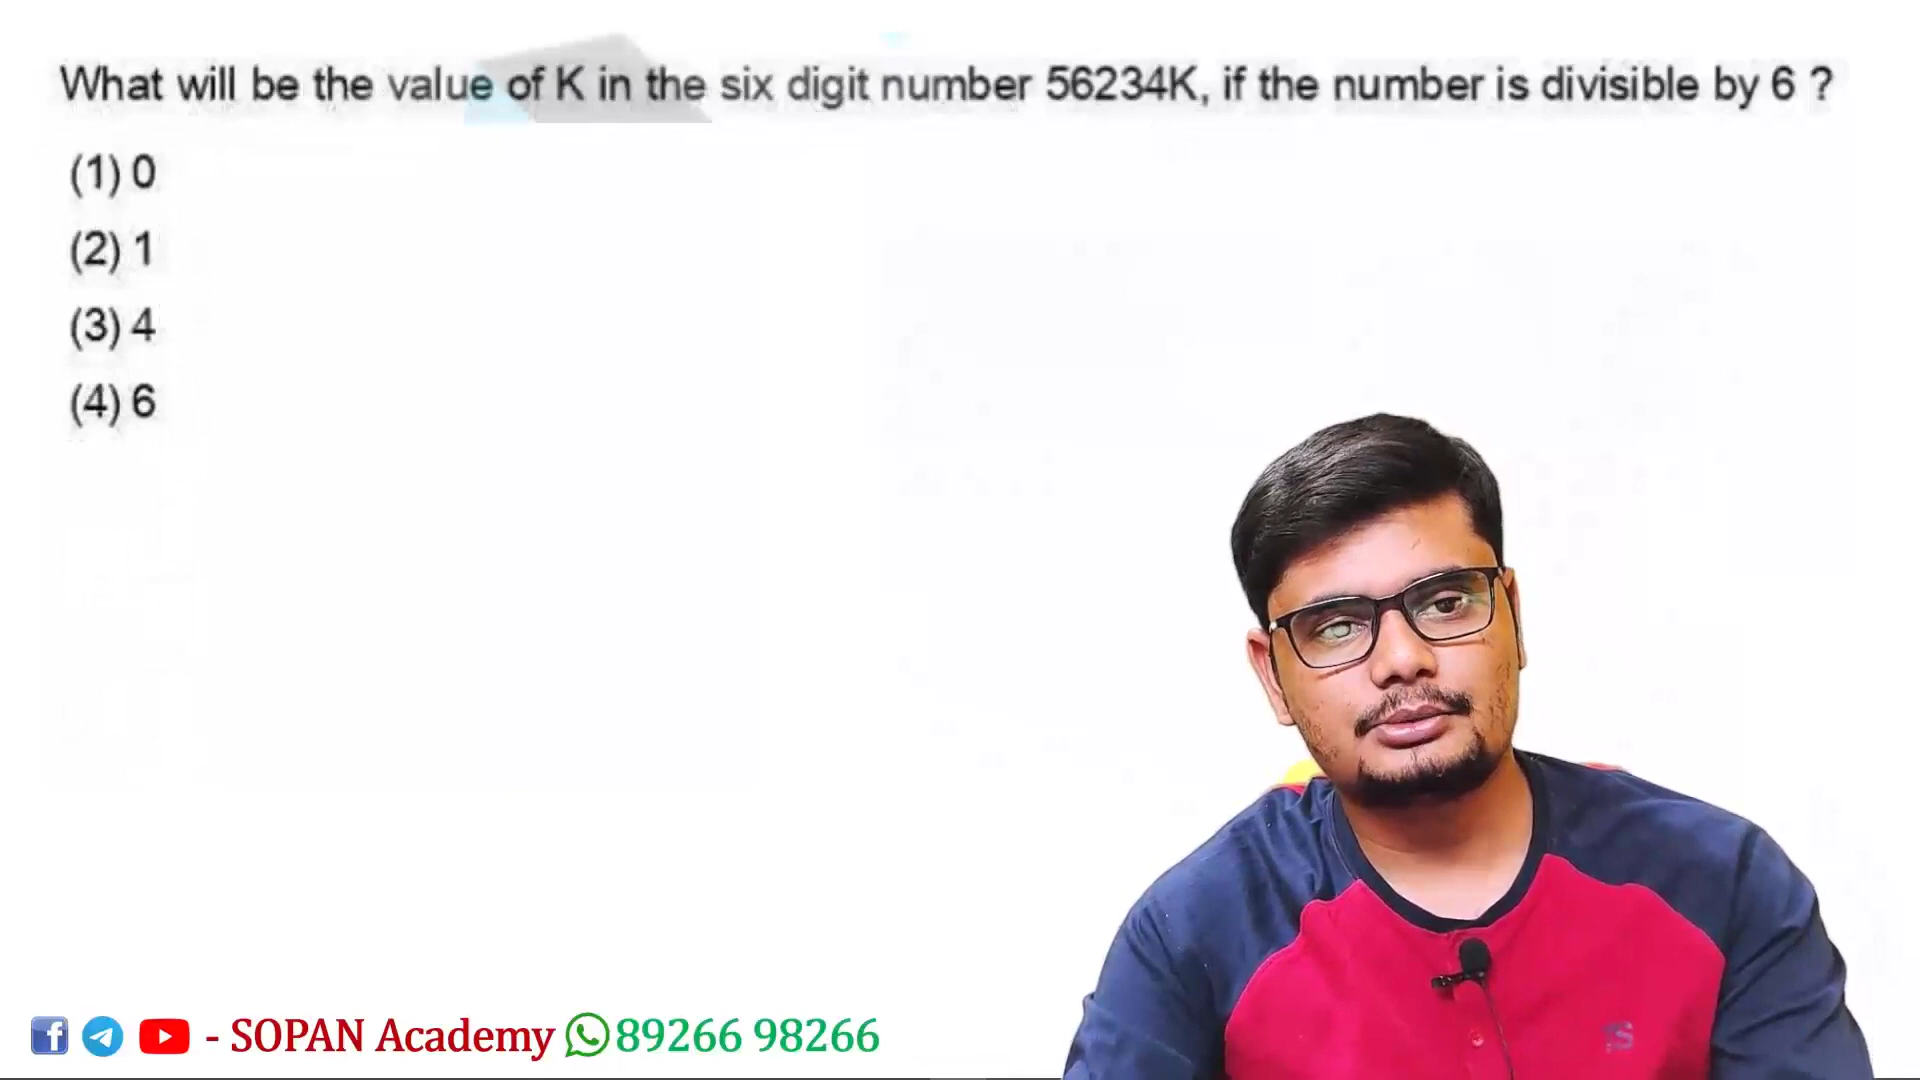 What will be the value of K in the six digit number 56234K, if the number is divisible by 6 ?
(1) 0
(2) 1
(3) 4
(4) 6
- SOPAN Academy 89266 98266